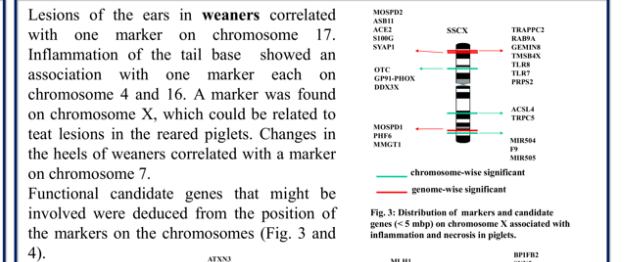 Lesions of the ears in weaners correlated
with one marker on chromosome 17.
Inflammation of the tail base showed an
association with one marker each on
chromosome 4 and 16. A marker was found
on chromosome X, which could be related to
teat lesions in the reared piglets. Changes in
the heels of weaners correlated with a marker
on chromosome 7.
Functional candidate genes that might be
involved were deduced from the position of
the markers on the chromosomes (Fig. 3 and
4).
MOSPD2
ASB11
ACE2
S100G
SYAP1
OTC
GP91-PHOX
DDX3X
MOSPD1
PHF6
MMGT1
SSCX
TRAPPC2
RAB9A
GEMIN8
TMSB4X
TLR8
TLR7
PRPS2
ACSL4
TRPC5
MIR504
F9
MIR505
chromosome-wise significant
genome-wise significant
Fig. 3: Distribution of markers and candidate
genes (< 5 mbp) on chromosome X associated with
inflammation and necrosis in piglets.
ATXN3
MLH1
BPIFB2